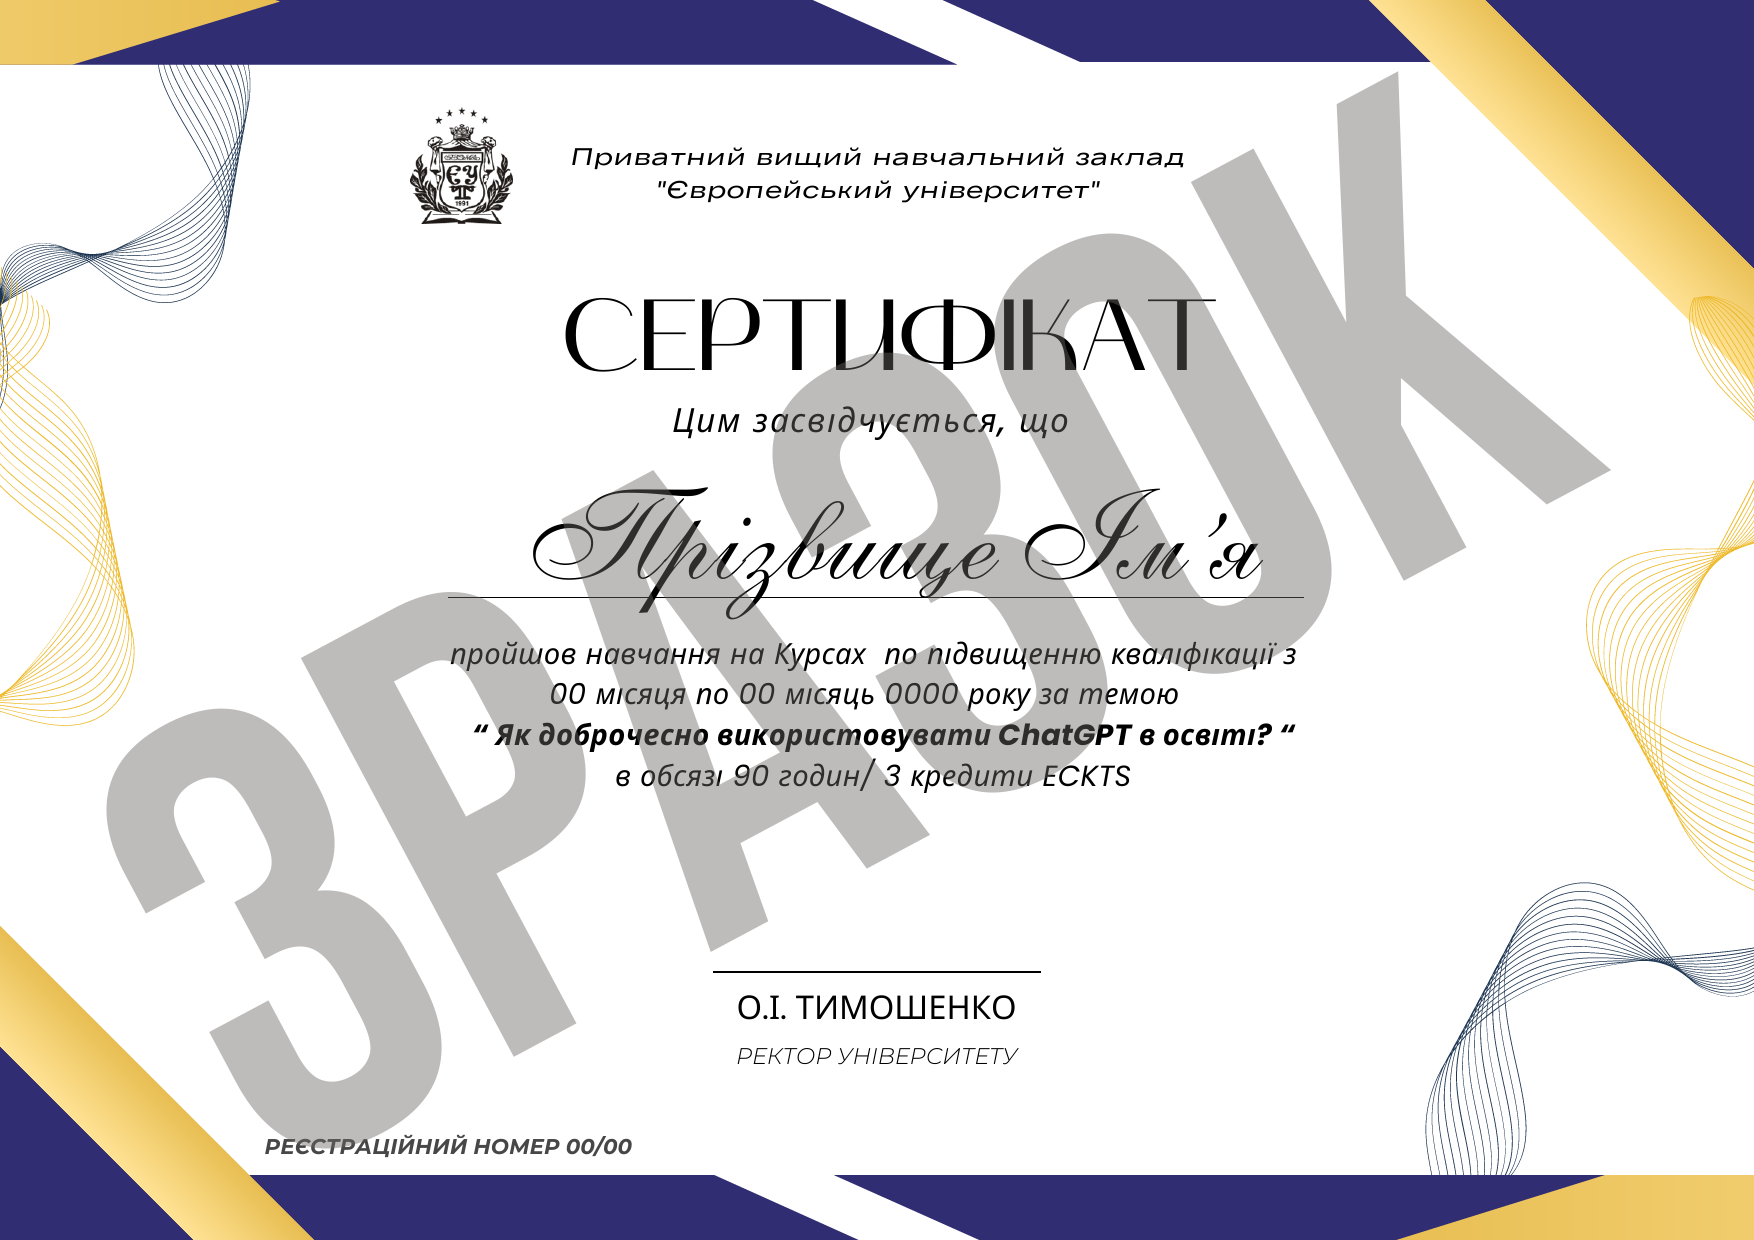 Приватний вищий навчальний заклад
"Європейський університет"
ЄУ
1991
СЕРТИФІКАТ
Цим засвідчується, що
Прізвище Ім'я
пройшов навчання на Курсах по підвищенню кваліфікації з
00 місяця по 00 місяць 0000 року за темою
“ Як доброчесно використовувати ChatGPT в освіті? “
в обсязі 90 годин/ 3 кредити ECKTS
ЗРАЗОК
О.І. ТИМОШЕНКО
РЕКТОР УНІВЕРСИТЕТУ
РЕЄСТРАЦІЙНИЙ НОМЕР 00/00